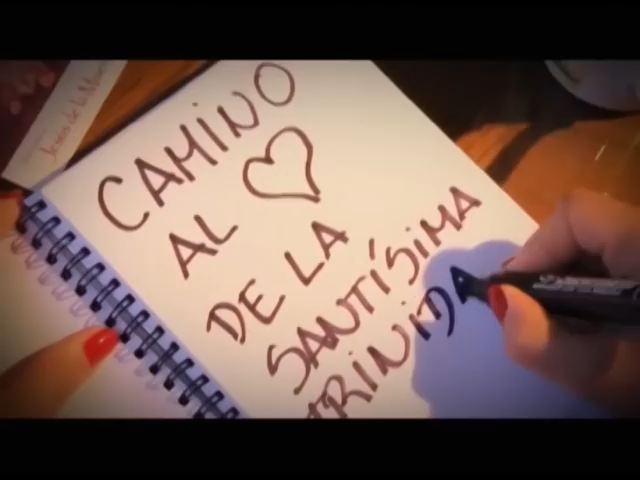 CAMINO
AL ♡
DE LA
SANTÍSIMA
TRINIDA